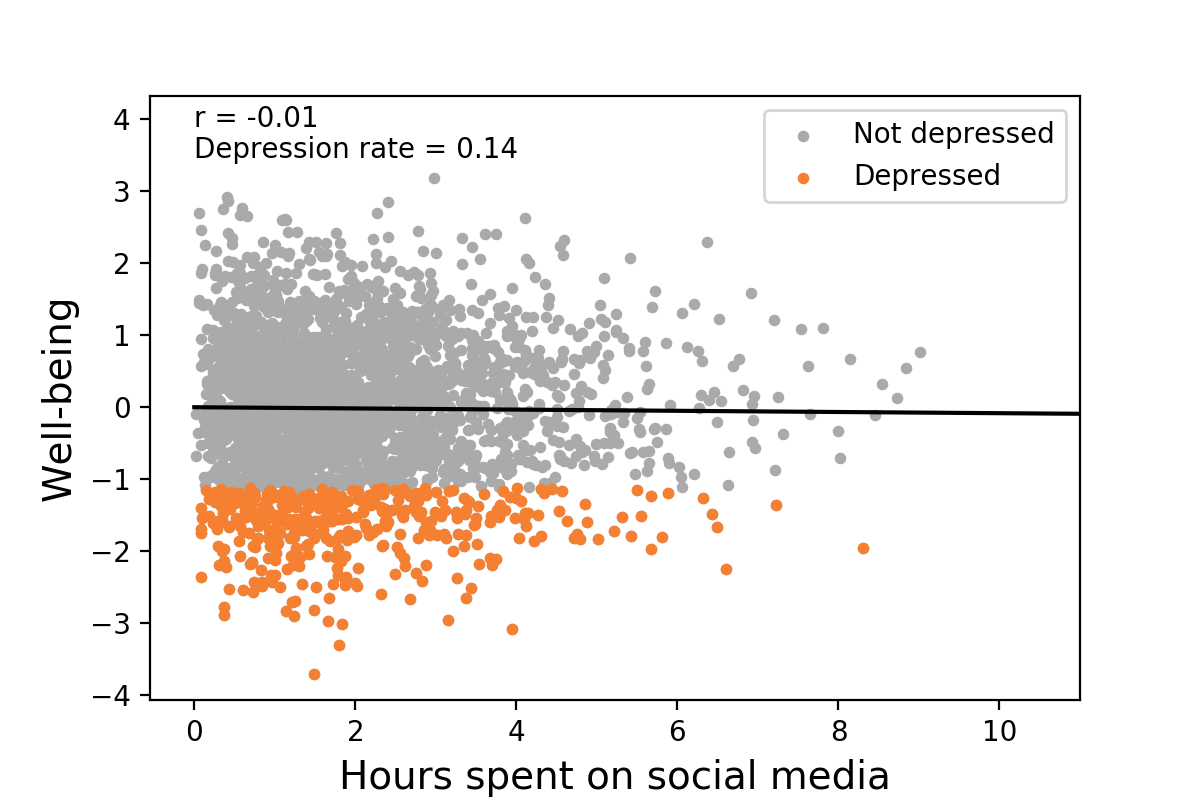 r = -0.01
Depression rate = 0.14
Not depressed
Depressed
4
3
2
1
0
−1
−2
−3
−4
Well-being
0 2 4 6 8 10
Hours spent on social media